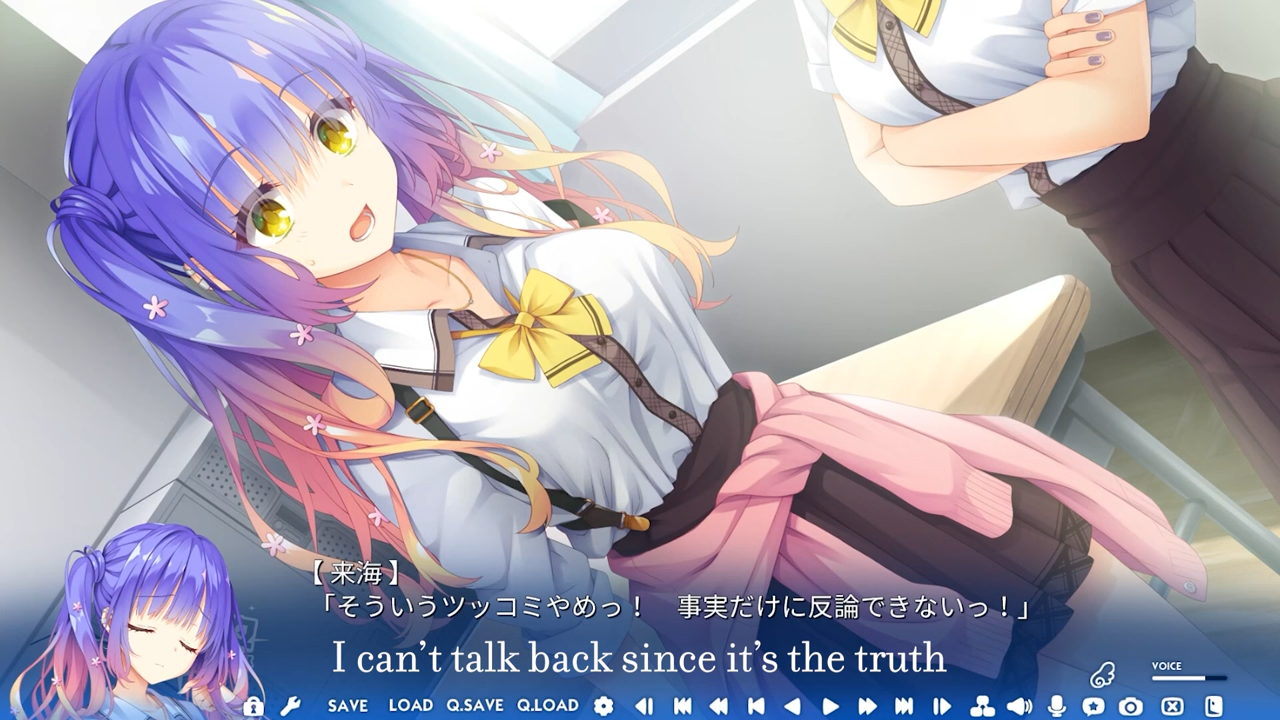 【来海】
「そういうツッコミやめっ！　事実だけに反論できないっ！」
I can't talk back since it's the truth
VOICE
SAVE LOAD Q.SAVE Q.LOAD